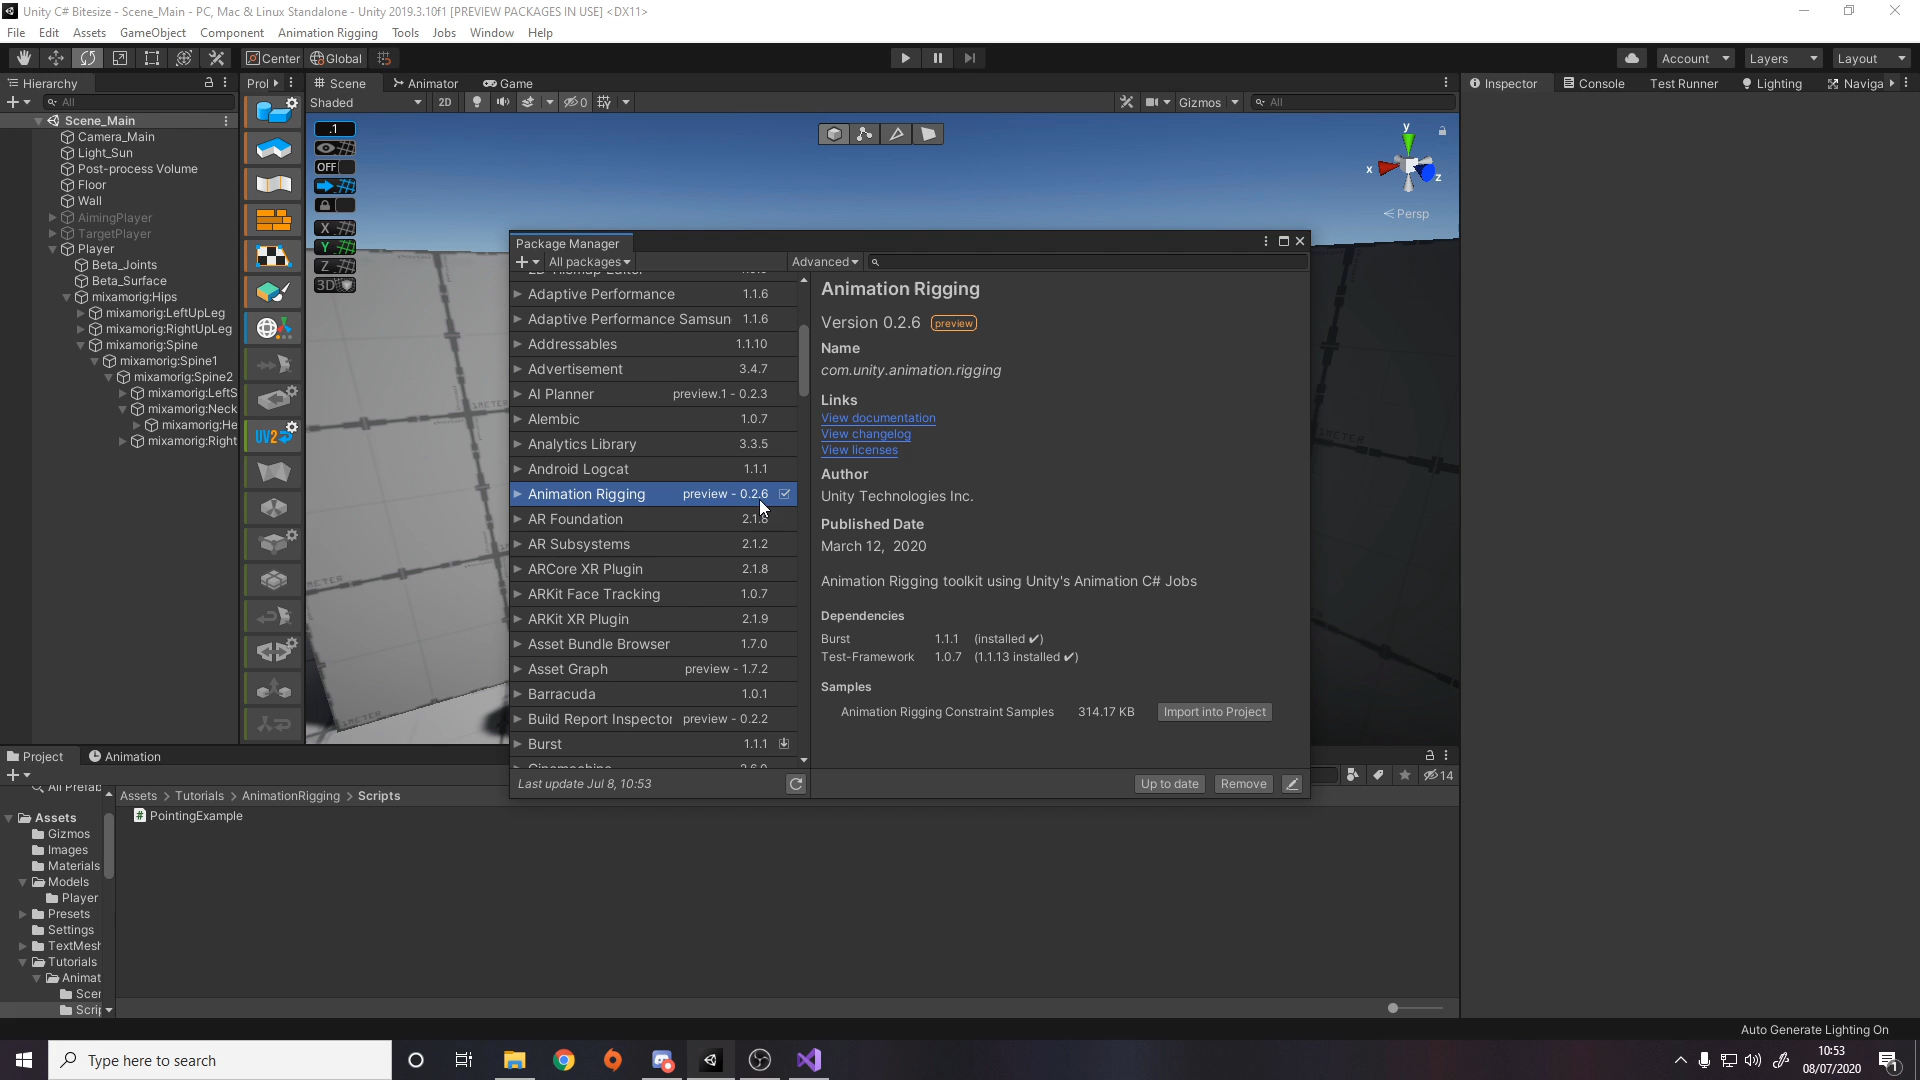 Unity C# Bitesize - Scene_Main - PC, Mac & Linux Standalone - Unity 2019.3.10f1 [PREVIEW PACKAGES IN USE] <DX11>
File Edit Assets GameObject Component Animation Rigging Tools Jobs Window Help
Center Global Account Layers Layout
Hierarchy Prol Scene Animator Game Inspector Console Test Runner Lighting Naviga
All Shaded 2D 0 Gizmos All
Scene_Main
Camera_Main
Light_Sun
Post-process Volume
Floor
Wall
AimingPlayer
TargetPlayer
Player
Beta_Joints
Beta_Surface
mixamorig:Hips
mixamorig:LeftUpLeg
mixamorig:RightUpLeg
mixamorig:Spine
mixamorig:Spine1
mixamorig:Spine2
mixamorig:LeftS
mixamorig:Neck
mixamorig:He
mixamorig:Right
UV2
.1
OFF
X
Y
Z
3D
y
x
z
Persp
Package Manager
All packages Advanced
Adaptive Performance 1.1.6
Adaptive Performance Samsun 1.1.6
Addressables 1.1.10
Advertisement 3.4.7
AI Planner preview.1 - 0.2.3
Alembic 1.0.7
Analytics Library 3.3.5
Android Logcat 1.1.1
Animation Rigging preview - 0.2.6
AR Foundation 2.1.8
AR Subsystems 2.1.2
ARCore XR Plugin 2.1.8
ARKit Face Tracking 1.0.7
ARKit XR Plugin 2.1.9
Asset Bundle Browser 1.7.0
Asset Graph preview - 1.7.2
Barracuda 1.0.1
Build Report Inspector preview - 0.2.2
Burst 1.1.1
Last update Jul 8, 10:53
Animation Rigging
Version 0.2.6 preview
Name
com.unity.animation.rigging
Links
View documentation
View changelog
View licenses
Author
Unity Technologies Inc.
Published Date
March 12, 2020
Animation Rigging toolkit using Unity's Animation C# Jobs
Dependencies
Burst 1.1.1 (installed ✔)
Test-Framework 1.0.7 (1.1.13 installed ✔)
Samples
Animation Rigging Constraint Samples 314.17 KB Import into Project
Up to date Remove
Project Animation
14
All Prefab
Assets > Tutorials > AnimationRigging > Scripts
PointingExample
Assets
Gizmos
Images
Materials
Models
Player
Presets
Settings
TextMesh
Tutorials
Animat
Scer
Scrip
Auto Generate Lighting On
Type here to search
10:53
08/07/2020
1